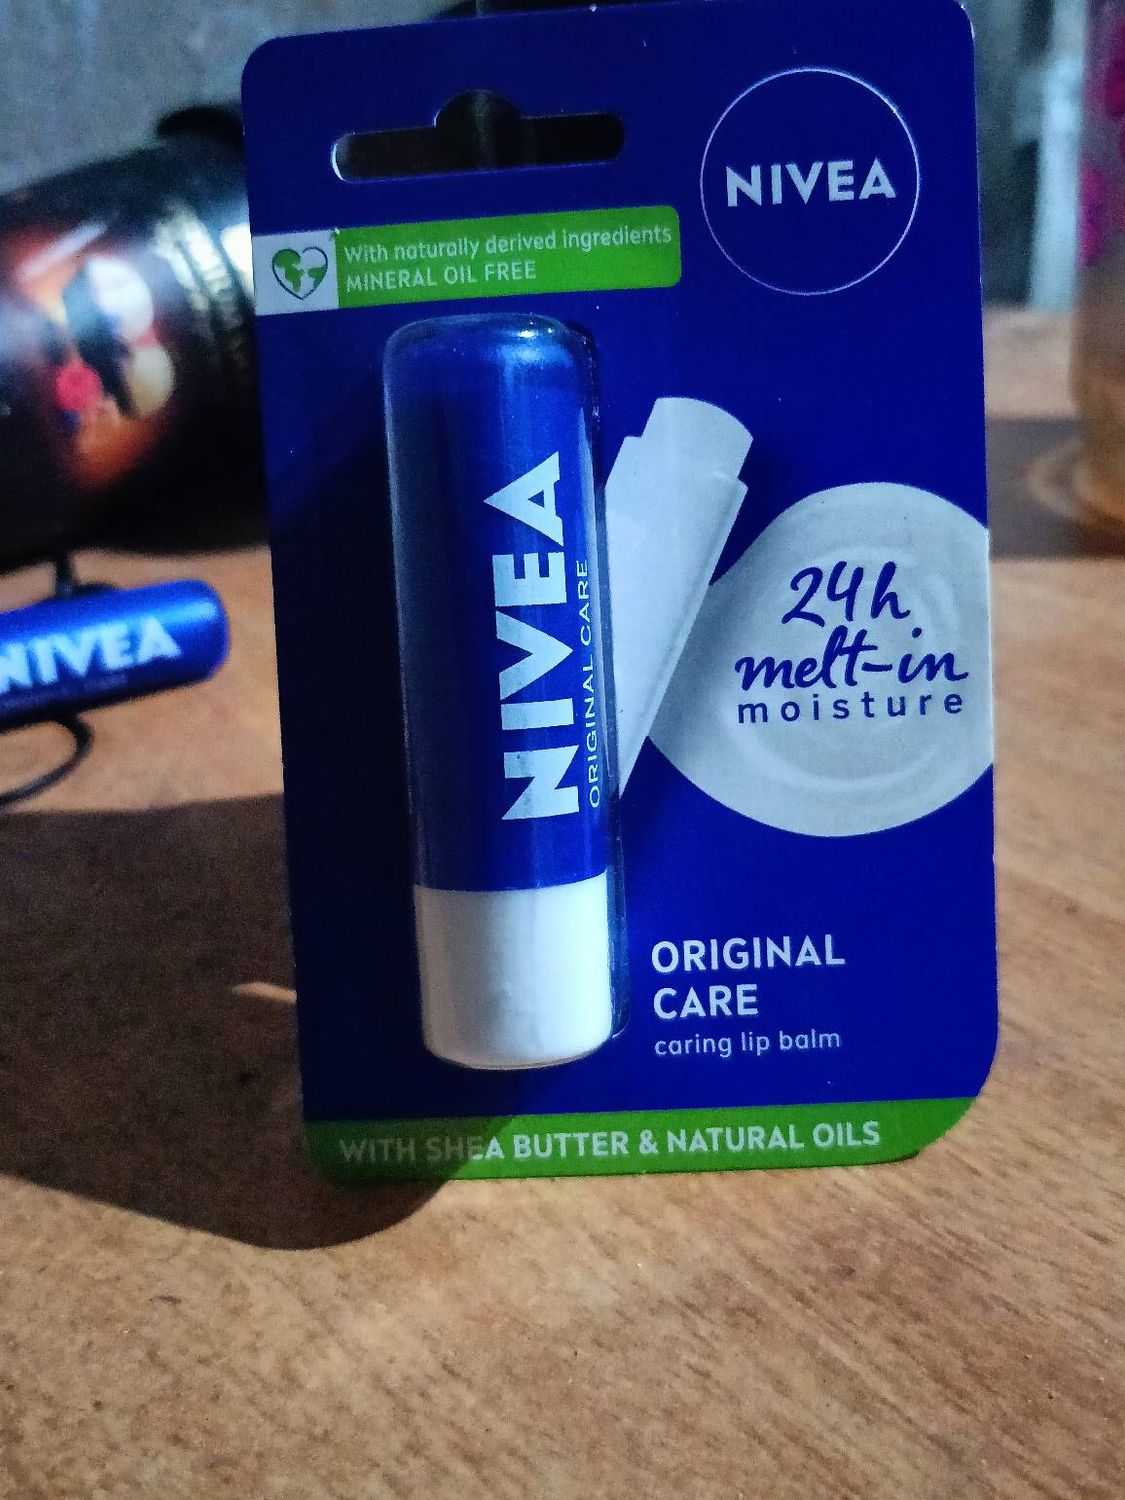 NIVEA
With naturally derived ingredients
MINERAL OIL FREE
NIVEA
ORIGINAL CARE
24h
melt-in
moisture
ORIGINAL
CARE
caring lip balm
WITH SHEA BUTTER & NATURAL OILS
NIVEA